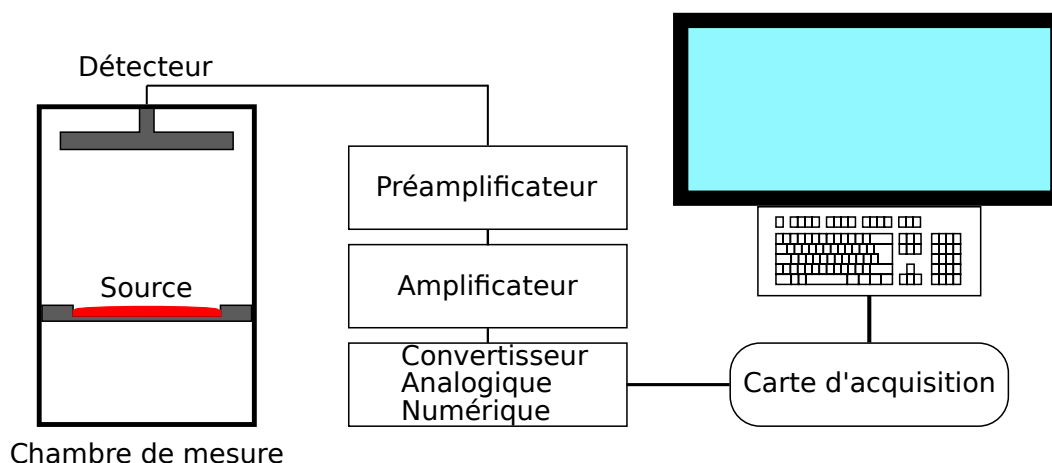 Détecteur
Préamplificateur
Source
Amplificateur
Convertisseur
Analogique
Numérique
Carte d'acquisition
Chambre de mesure